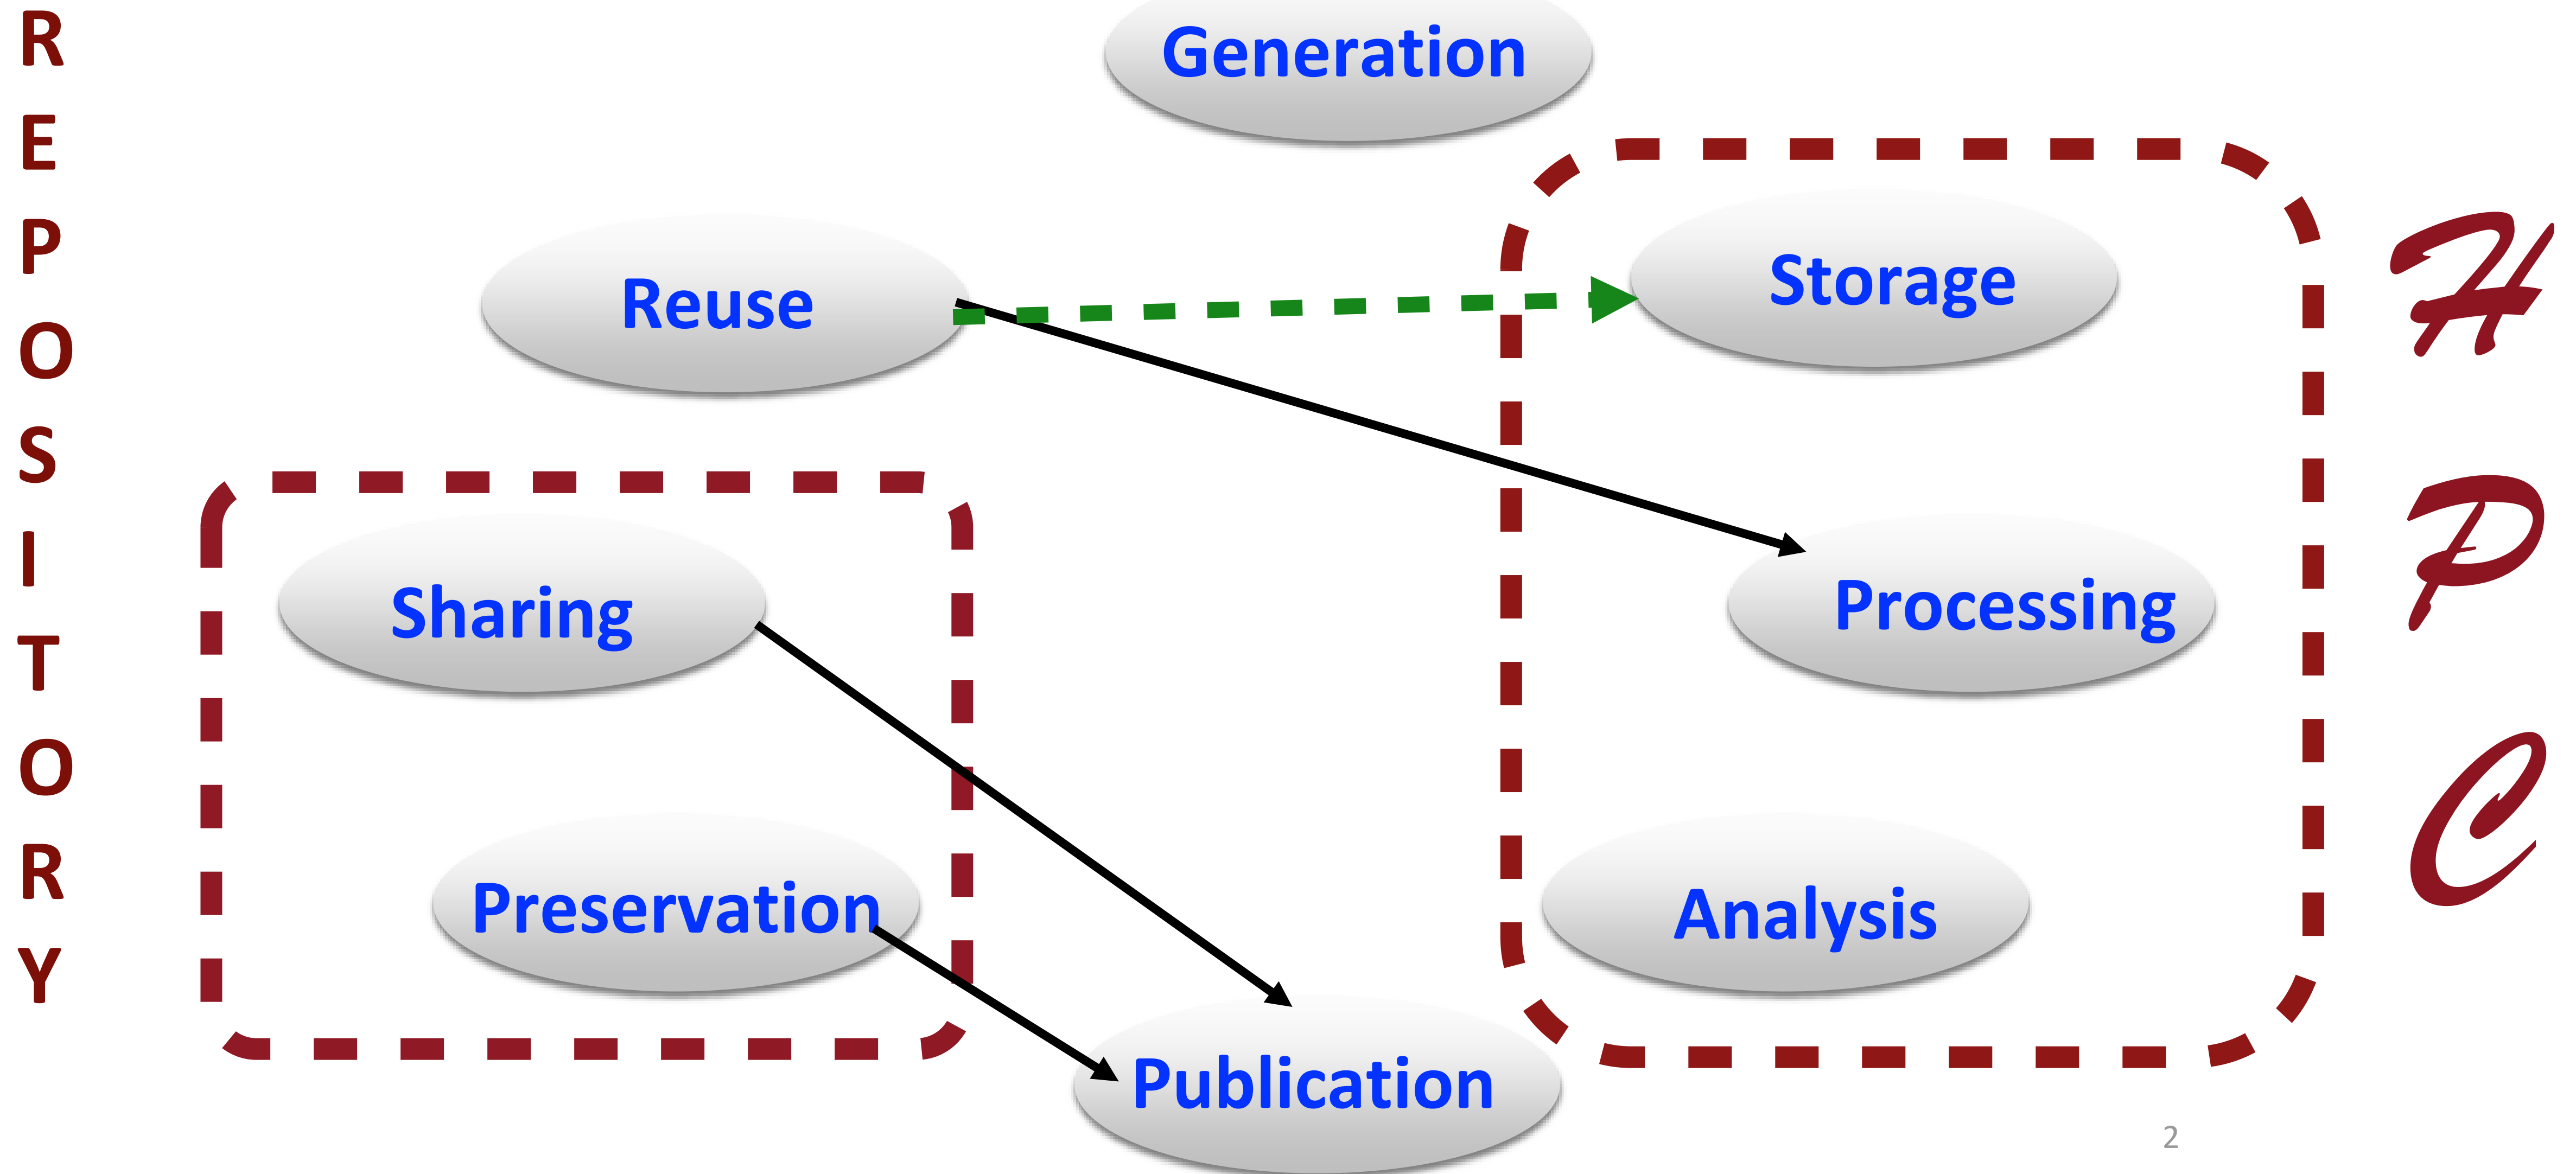 REPOSITORY
Generation
Reuse
Storage
Sharing
Processing
Preservation
Analysis
Publication
HPC
2